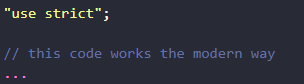 "use strict";
// this code works the modern way
...